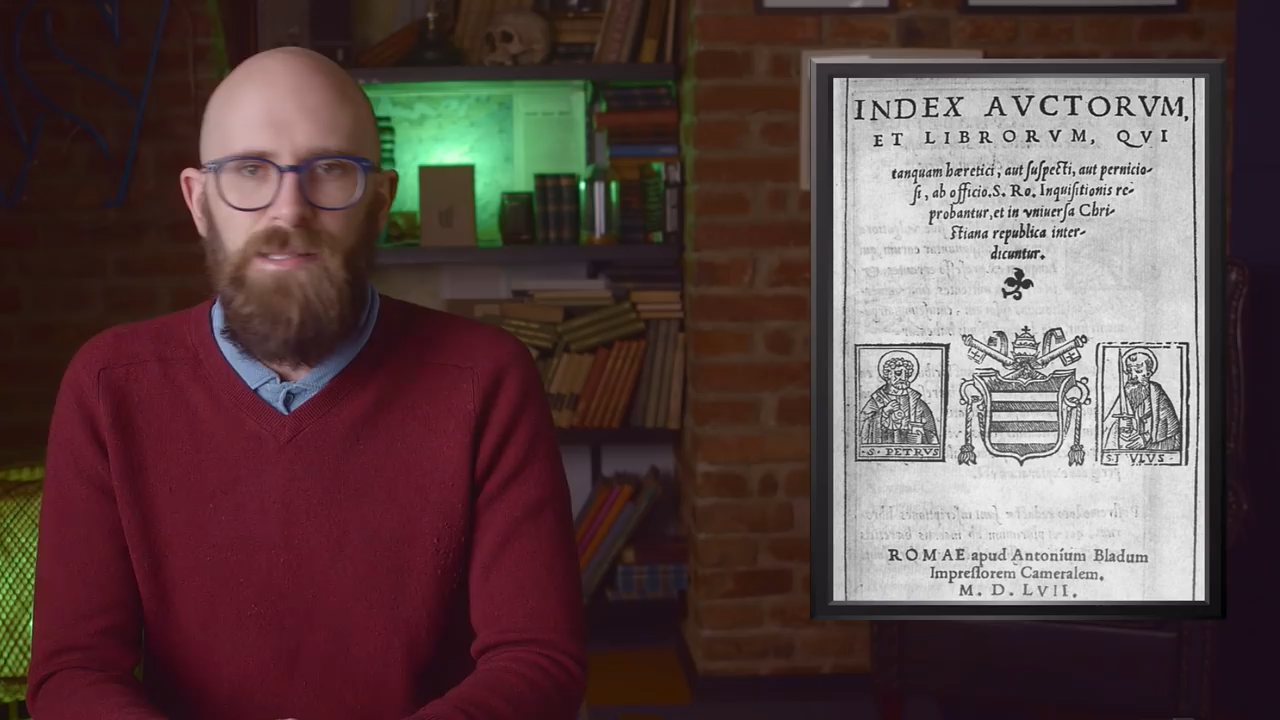 INDEX AVCTORVM,
ET LIBRORVM, QVI
tanquam hæretici, aut suspecti, aut pernicio-
si, ab officio. S. Ro. Inquisitionis re-
probantur, et in vniuersa Chri-
stiana republica inter-
dicuntur.
S. PETRVS
S. P VLVS
ROMAE apud Antonium Bladum
Impressorem Cameralem.
M. D. LVII.